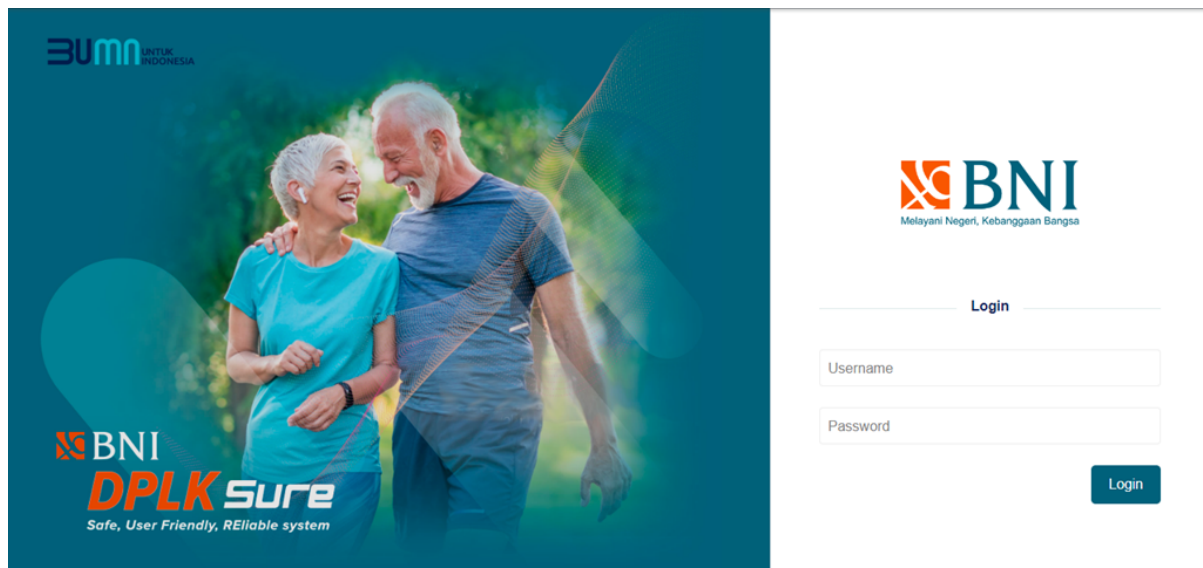 BUMN UNTUK
INDONESIA
BNI
DPLK Sure
Safe, User Friendly, REliable system
BNI
Melayani Negeri, Kebanggaan Bangsa
Login
Username
Password
Login